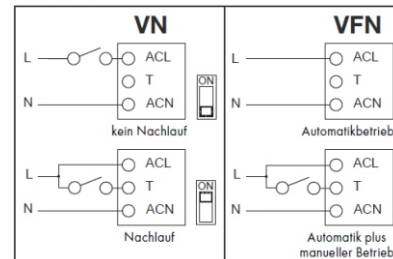 VN
VFN
L
ACL
T
N
ACN
ON
kein Nachlauf
L
ACL
T
N
ACN
Automatikbetrieb
L
ACL
T
N
ACN
ON
Nachlauf
L
ACL
T
N
ACN
Automatik plus
manueller Betrieb